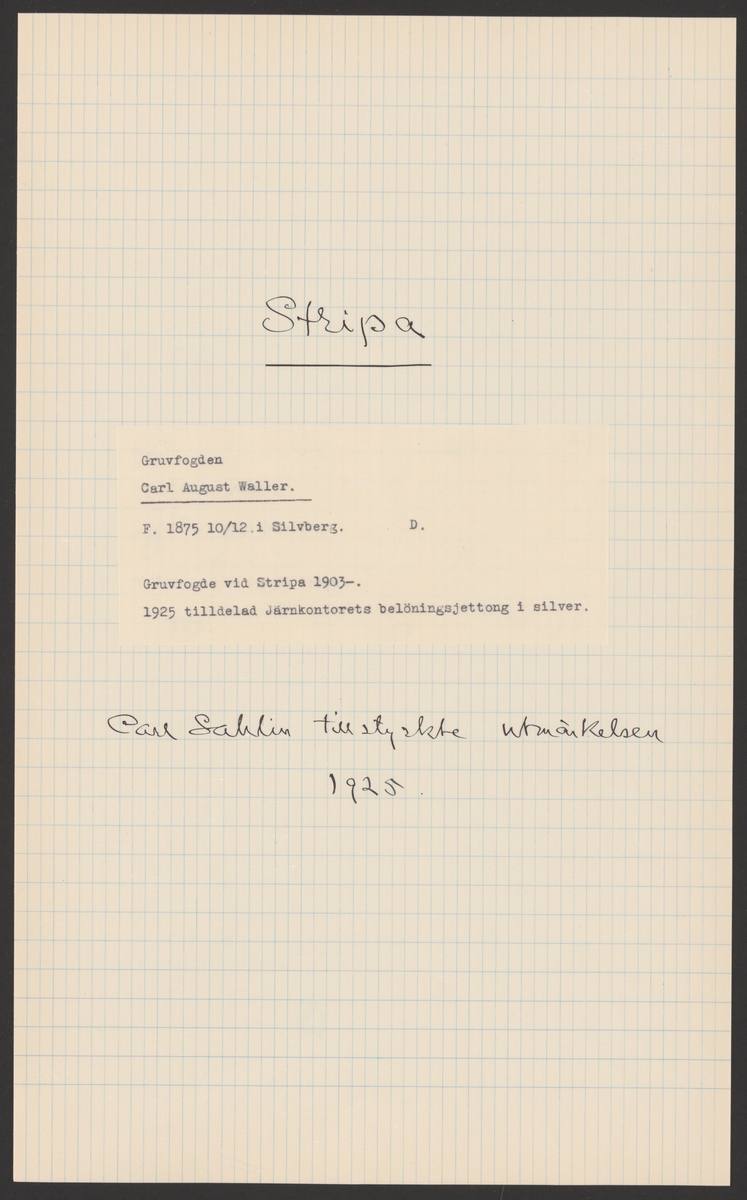 Stripa
Gruvfogden
Carl August Waller.
F. 1875 10/12.i Silvberg. D.
Gruvfogde vid Stripa 1903-.
1925 tilldelad Järnkontorets belöningsjettong i silver.
Carl Sahlin tillstyrkte utmärkelsen
1925.